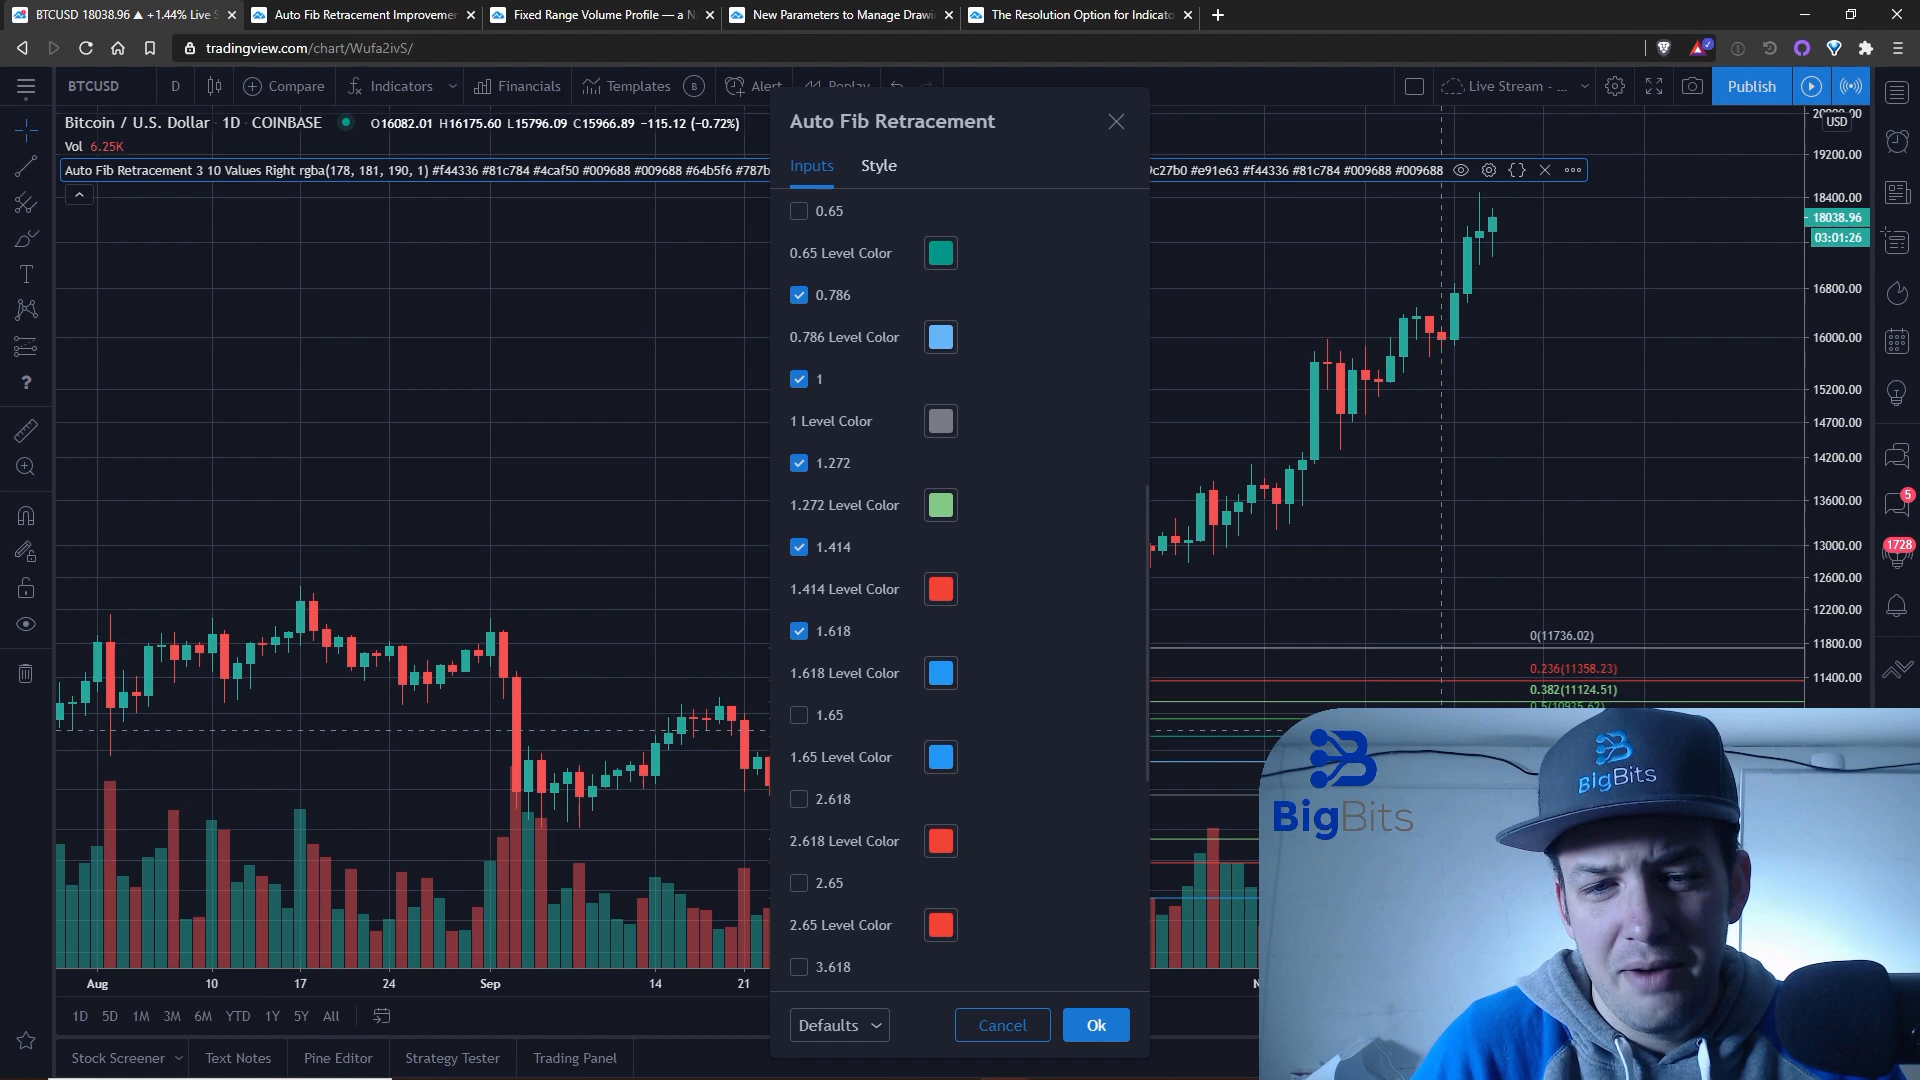 BTCUSD 18038.96 ▲ +1.44% Live S
Auto Fib Retracement Improvemen
Fixed Range Volume Profile — a N
New Parameters to Manage Drawi
The Resolution Option for Indicato
tradingview.com/chart/Wufa2ivS/
BTCUSD
D
Compare
Indicators
Financials
Templates
B
Alert
Replay
Live Stream - ...
Publish
Bitcoin / U.S. Dollar 1D COINBASE
O16082.01 H16175.60 L15796.09 C15966.89 −115.12 (−0.72%)
Vol 6.25K
Auto Fib Retracement 3 10 Values Right rgba(178, 181, 190, 1) #f44336 #81c784 #4caf50 #009688 #009688 #64b5f6 #787b
9c27b0 #e91e63 #f44336 #81c784 #009688 #009688
Auto Fib Retracement
Inputs
Style
0.65
0.65 Level Color
0.786
0.786 Level Color
1
1 Level Color
1.272
1.272 Level Color
1.414
1.414 Level Color
1.618
1.618 Level Color
1.65
1.65 Level Color
2.618
2.618 Level Color
2.65
2.65 Level Color
3.618
Defaults
Cancel
Ok
USD
19200.00
18400.00
18038.96
03:01:26
16800.00
16000.00
15200.00
14700.00
14200.00
13600.00
13000.00
12600.00
12200.00
11800.00
11400.00
0(11736.02)
0.236(11358.23)
0.382(11124.51)
0.5(10935.62)
5
1728
Aug
10
17
24
Sep
14
21
1D
5D
1M
3M
6M
YTD
1Y
5Y
All
Stock Screener
Text Notes
Pine Editor
Strategy Tester
Trading Panel
BigBits
BigBits